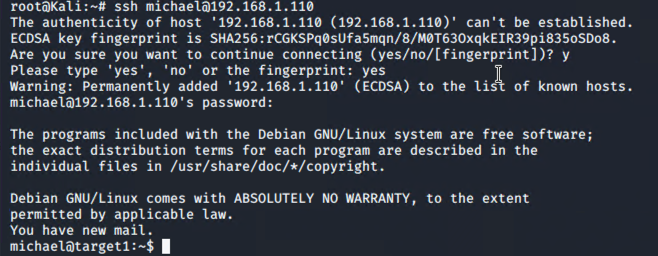 root@Kali:~# ssh michael@192.168.1.110
The authenticity of host '192.168.1.110 (192.168.1.110)' can't be established.
ECDSA key fingerprint is SHA256:rCGKSPq0sUfa5mqn/8/M0T63OxqkEIR39pi835oSDo8.
Are you sure you want to continue connecting (yes/no/[fingerprint])? y
Please type 'yes', 'no' or the fingerprint: yes
Warning: Permanently added '192.168.1.110' (ECDSA) to the list of known hosts.
michael@192.168.1.110's password:
The programs included with the Debian GNU/Linux system are free software;
the exact distribution terms for each program are described in the
individual files in /usr/share/doc/*/copyright.
Debian GNU/Linux comes with ABSOLUTELY NO WARRANTY, to the extent
permitted by applicable law.
You have new mail.
michael@target1:~$